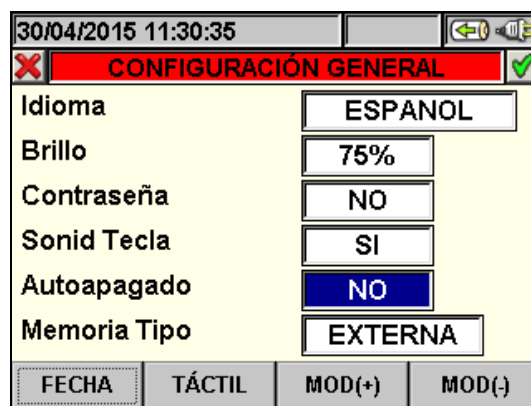 30/04/2015 11:30:35
CONFIGURACIÓN GENERAL
Idioma ESPANOL
Brillo 75%
Contraseña NO
Sonid Tecla SI
Autoapagado NO
Memoria Tipo EXTERNA
FECHA TÁCTIL MOD(+) MOD(-)